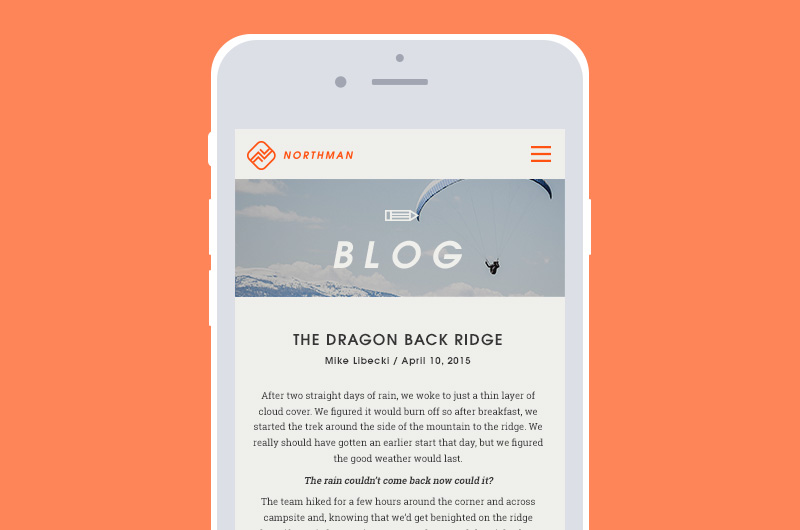 NORTHMAN
BLOG
THE DRAGON BACK RIDGE
Mike Libecki / April 10, 2015
After two straight days of rain, we woke to just a thin layer of
cloud cover. We figured it would burn off so after breakfast, we
started the trek around the side of the mountain to the ridge. We
really should have gotten an earlier start that day, but we figured
the good weather would last.
The rain couldn't come back now could it?
The team hiked for a few hours around the corner and across
campsite and, knowing that we'd get benighted on the ridge